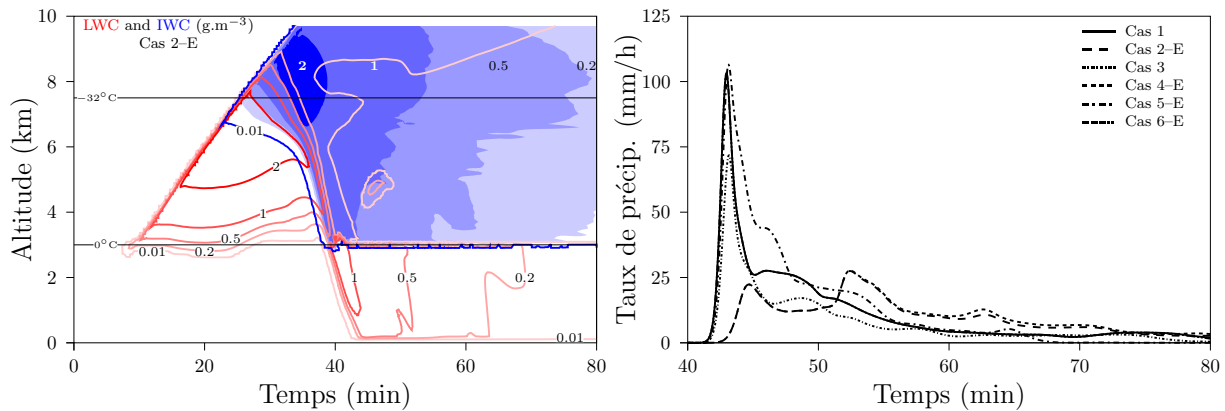 LWC and IWC (g.m−3)
Cas 2–E
Altitude (km)
10
8
6
4
2
0
−32°C
0°C
2
1
0.5
0.2
0.01
2
1
0.5
0.2
0.01
1
0.5
0.2
0.01
0 20 40 60 80
Temps (min)
Taux de précip. (mm/h)
125
100
75
50
25
0
Cas 1
Cas 2–E
Cas 3
Cas 4–E
Cas 5–E
Cas 6–E
40 50 60 70 80
Temps (min)